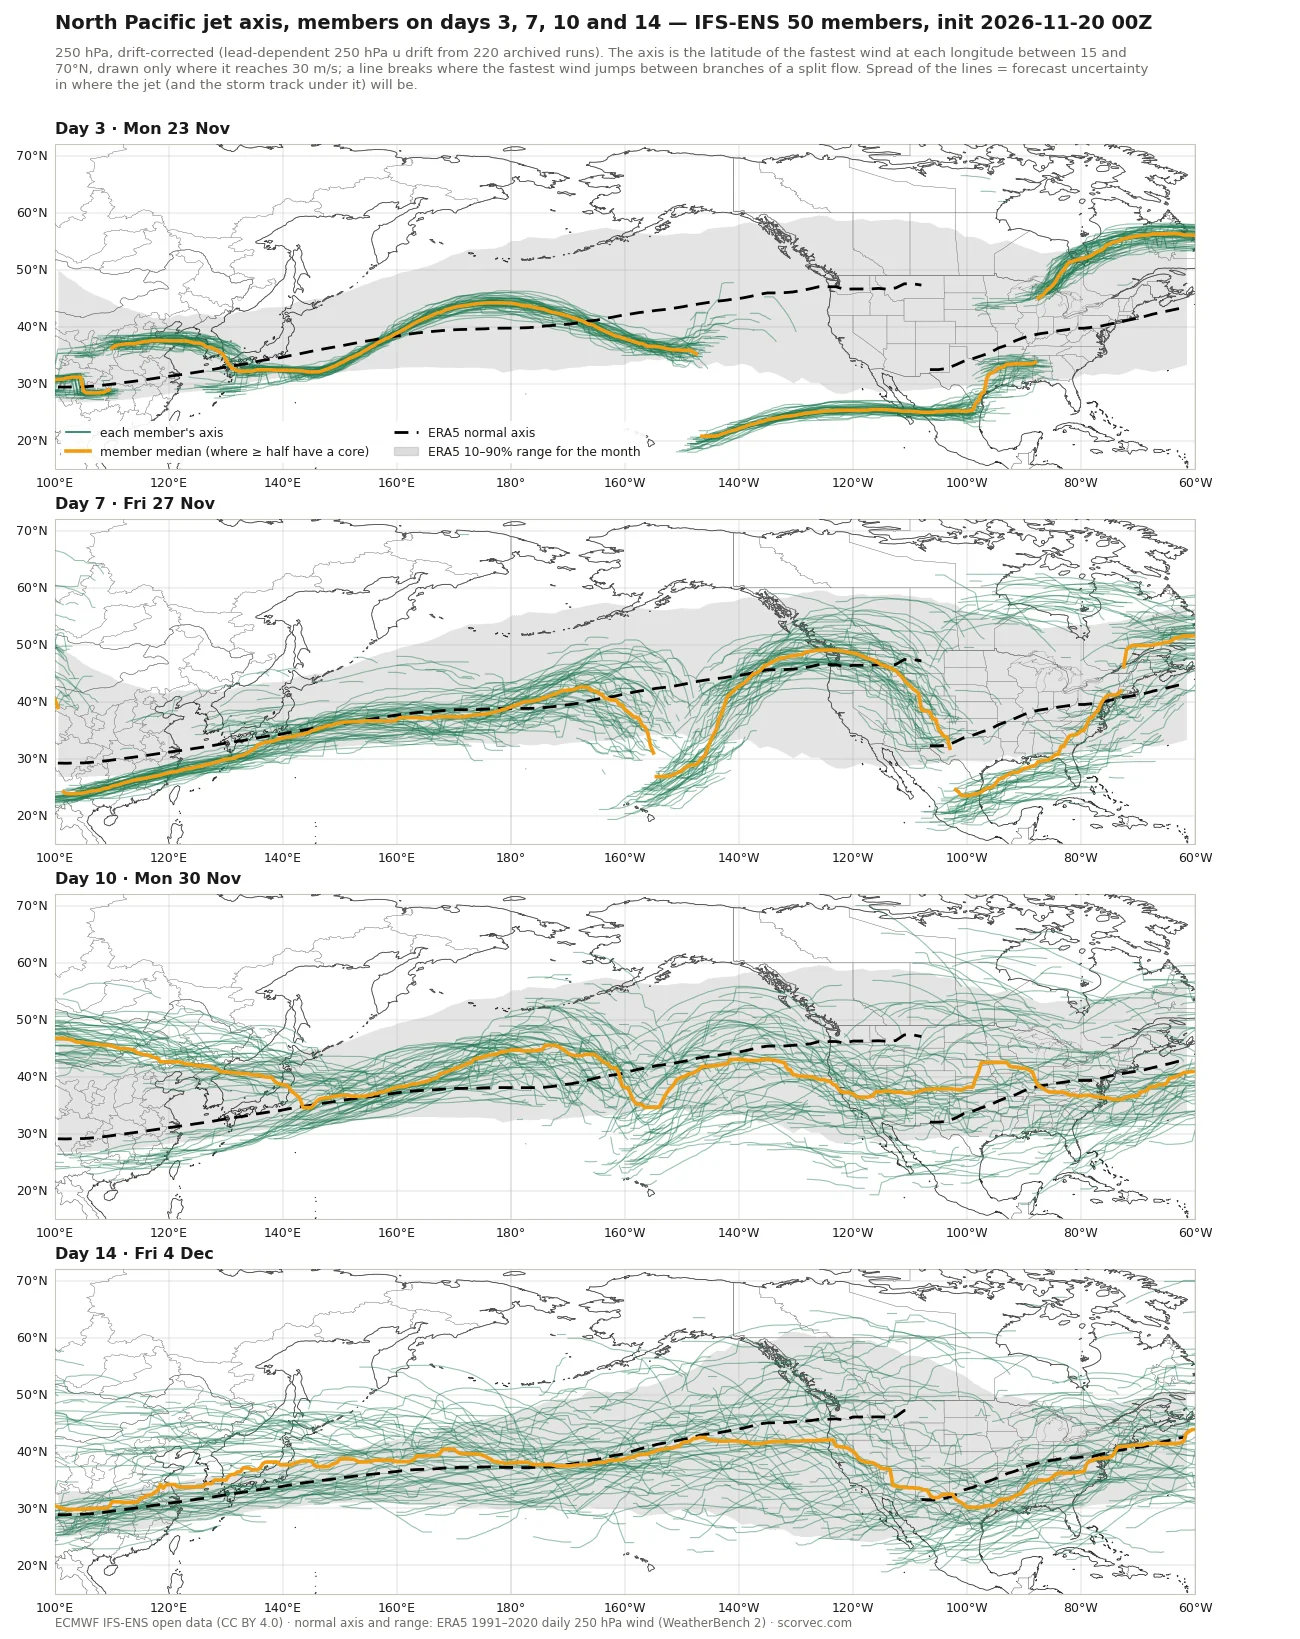 North Pacific jet axis, members on days 3, 7, 10 and 14 — IFS-ENS 50 members, init 2026-11-20 00Z
250 hPa, drift-corrected (lead-dependent 250 hPa u drift from 220 archived runs). The axis is the latitude of the fastest wind at each longitude between 15 and
70°N, drawn only where it reaches 30 m/s; a line breaks where the fastest wind jumps between branches of a split flow. Spread of the lines = forecast uncertainty
in where the jet (and the storm track under it) will be.
Day 3 · Mon 23 Nov
70°N
60°N
50°N
40°N
30°N
20°N
each member's axis
member median (where ≥ half have a core)
ERA5 normal axis
ERA5 10–90% range for the month
100°E 120°E 140°E 160°E 180° 160°W 140°W 120°W 100°W 80°W 60°W
Day 7 · Fri 27 Nov
70°N
60°N
50°N
40°N
30°N
20°N
100°E 120°E 140°E 160°E 180° 160°W 140°W 120°W 100°W 80°W 60°W
Day 10 · Mon 30 Nov
70°N
60°N
50°N
40°N
30°N
20°N
100°E 120°E 140°E 160°E 180° 160°W 140°W 120°W 100°W 80°W 60°W
Day 14 · Fri 4 Dec
70°N
60°N
50°N
40°N
30°N
20°N
100°E 120°E 140°E 160°E 180° 160°W 140°W 120°W 100°W 80°W 60°W
ECMWF IFS-ENS open data (CC BY 4.0) · normal axis and range: ERA5 1991–2020 daily 250 hPa wind (WeatherBench 2) · scorvec.com